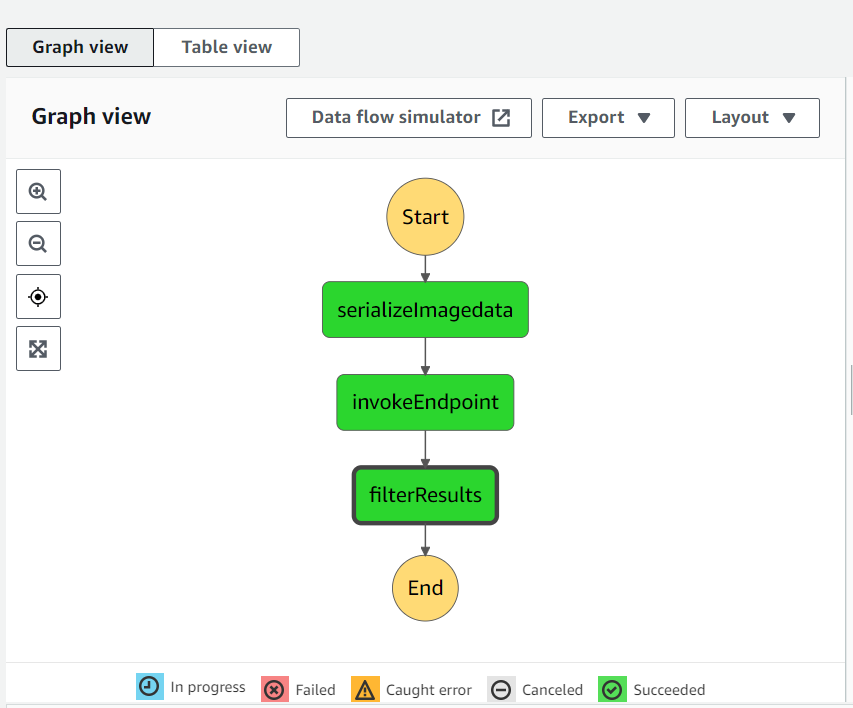 Graph view Table view
Graph view Data flow simulator Export Layout
Start
serializeImagedata
invokeEndpoint
filterResults
End
In progress Failed Caught error Canceled Succeeded